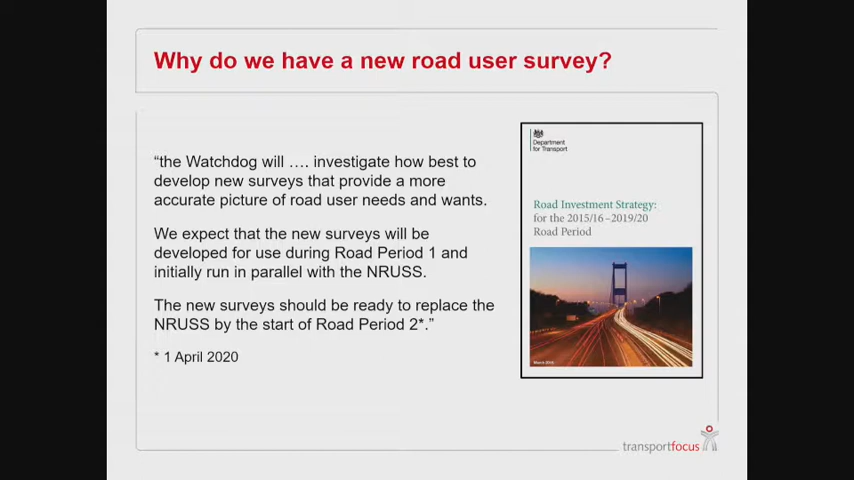 Why do we have a new road user survey?
“the Watchdog will …. investigate how best to
develop new surveys that provide a more
accurate picture of road user needs and wants.
We expect that the new surveys will be
developed for use during Road Period 1 and
initially run in parallel with the NRUSS.
The new surveys should be ready to replace the
NRUSS by the start of Road Period 2*.”
* 1 April 2020
Department
for Transport
Road Investment Strategy:
for the 2015/16–2019/20
Road Period
transportfocus